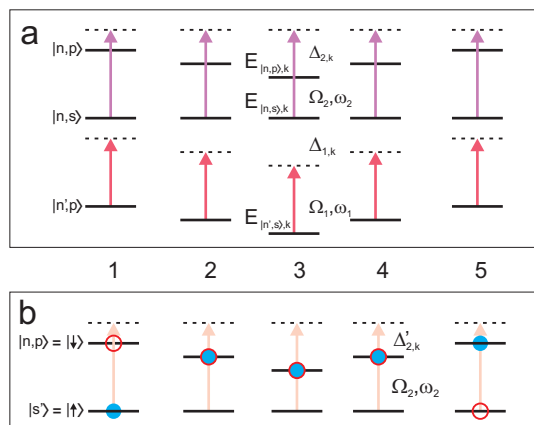 a
|n,p⟩
E|n,p⟩,k
Δ2,k
|n,s⟩
E|n,s⟩,k
Ω2,ω2
Δ1,k
|n',p⟩
E|n',s⟩,k
Ω1,ω1
1 2 3 4 5
b
|n,p⟩ = |↓⟩
Δ'2,k
Ω2,ω2
|s'⟩ = |↑⟩